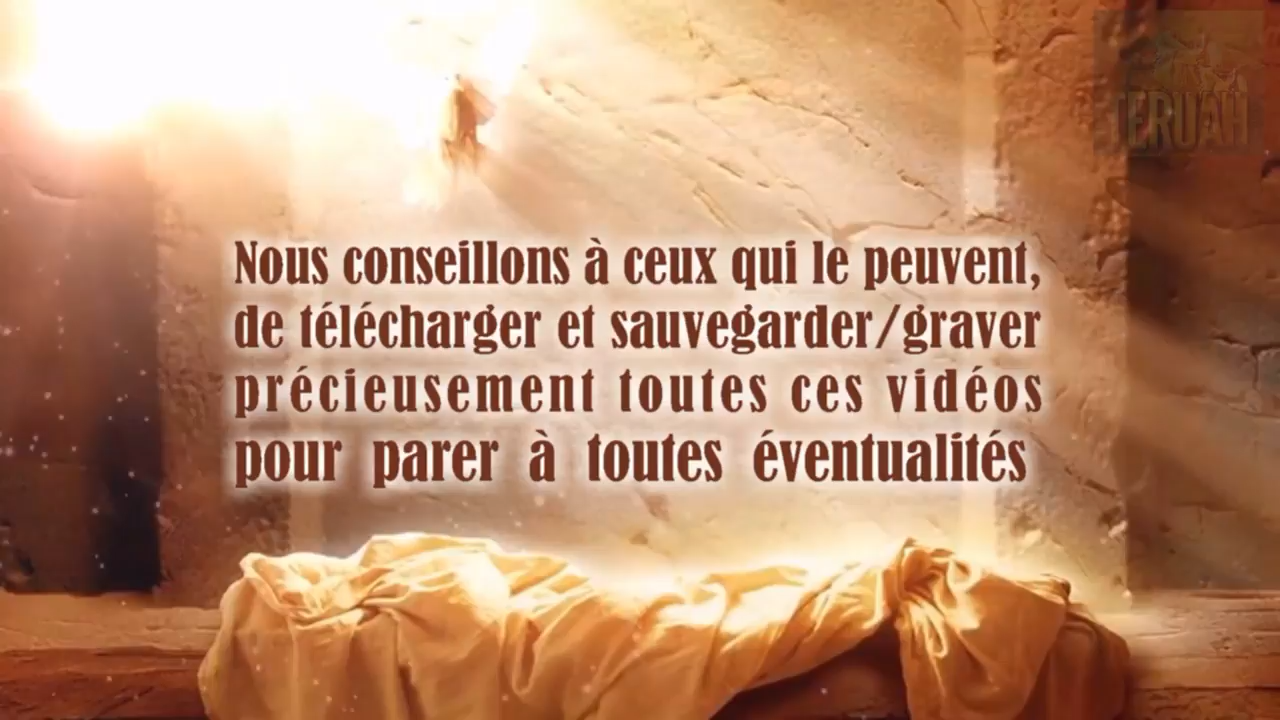 TERUAH
Nous conseillons à ceux qui le peuvent,
de télécharger et sauvegarder/graver
précieusement toutes ces vidéos
pour parer à toutes éventualités